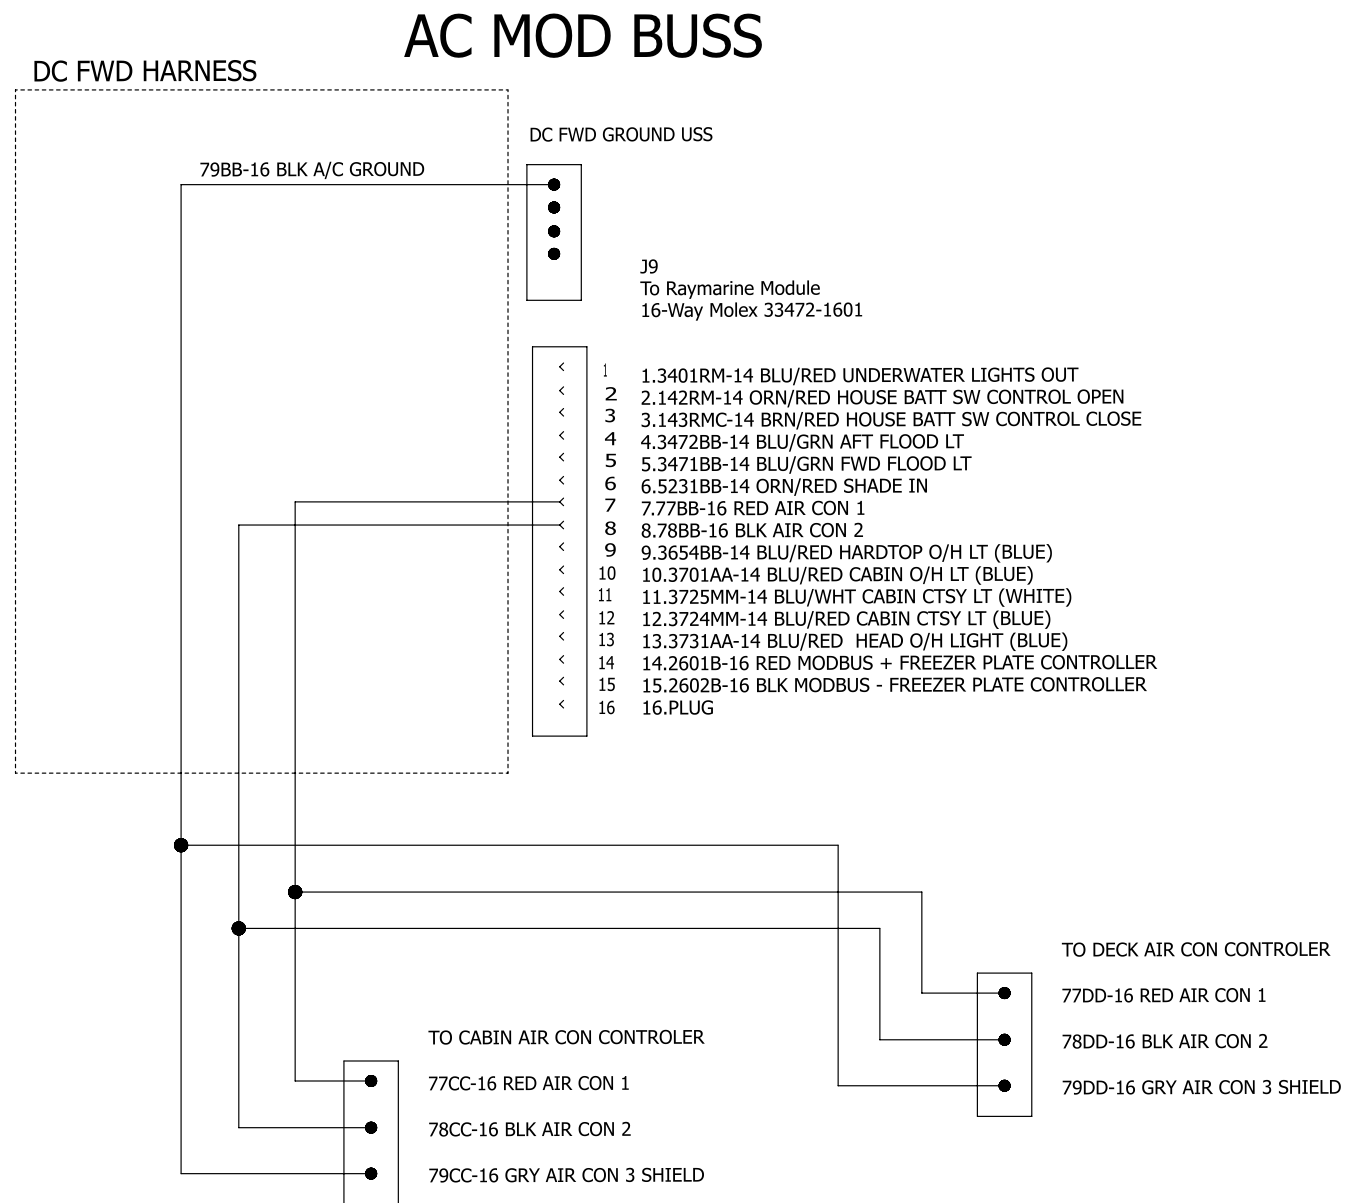 AC MOD BUSS
DC FWD HARNESS
DC FWD GROUND USS
79BB-16 BLK A/C GROUND
J9
To Raymarine Module
16-Way Molex 33472-1601
1 1.3401RM-14 BLU/RED UNDERWATER LIGHTS OUT
2 2.142RM-14 ORN/RED HOUSE BATT SW CONTROL OPEN
3 3.143RMC-14 BRN/RED HOUSE BATT SW CONTROL CLOSE
4 4.3472BB-14 BLU/GRN AFT FLOOD LT
5 5.3471BB-14 BLU/GRN FWD FLOOD LT
6 6.5231BB-14 ORN/RED SHADE IN
7 7.77BB-16 RED AIR CON 1
8 8.78BB-16 BLK AIR CON 2
9 9.3654BB-14 BLU/RED HARDTOP O/H LT (BLUE)
10 10.3701AA-14 BLU/RED CABIN O/H LT (BLUE)
11 11.3725MM-14 BLU/WHT CABIN CTSY LT (WHITE)
12 12.3724MM-14 BLU/RED CABIN CTSY LT (BLUE)
13 13.3731AA-14 BLU/RED  HEAD O/H LIGHT (BLUE)
14 14.2601B-16 RED MODBUS + FREEZER PLATE CONTROLLER
15 15.2602B-16 BLK MODBUS - FREEZER PLATE CONTROLLER
16 16.PLUG
TO DECK AIR CON CONTROLER
77DD-16 RED AIR CON 1
78DD-16 BLK AIR CON 2
79DD-16 GRY AIR CON 3 SHIELD
TO CABIN AIR CON CONTROLER
77CC-16 RED AIR CON 1
78CC-16 BLK AIR CON 2
79CC-16 GRY AIR CON 3 SHIELD